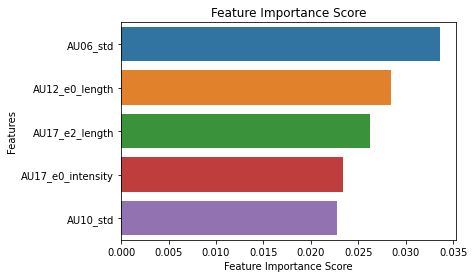 Feature Importance Score
Features
AU06_std
AU12_e0_length
AU17_e2_length
AU17_e0_intensity
AU10_std
0.000 0.005 0.010 0.015 0.020 0.025 0.030 0.035
Feature Importance Score